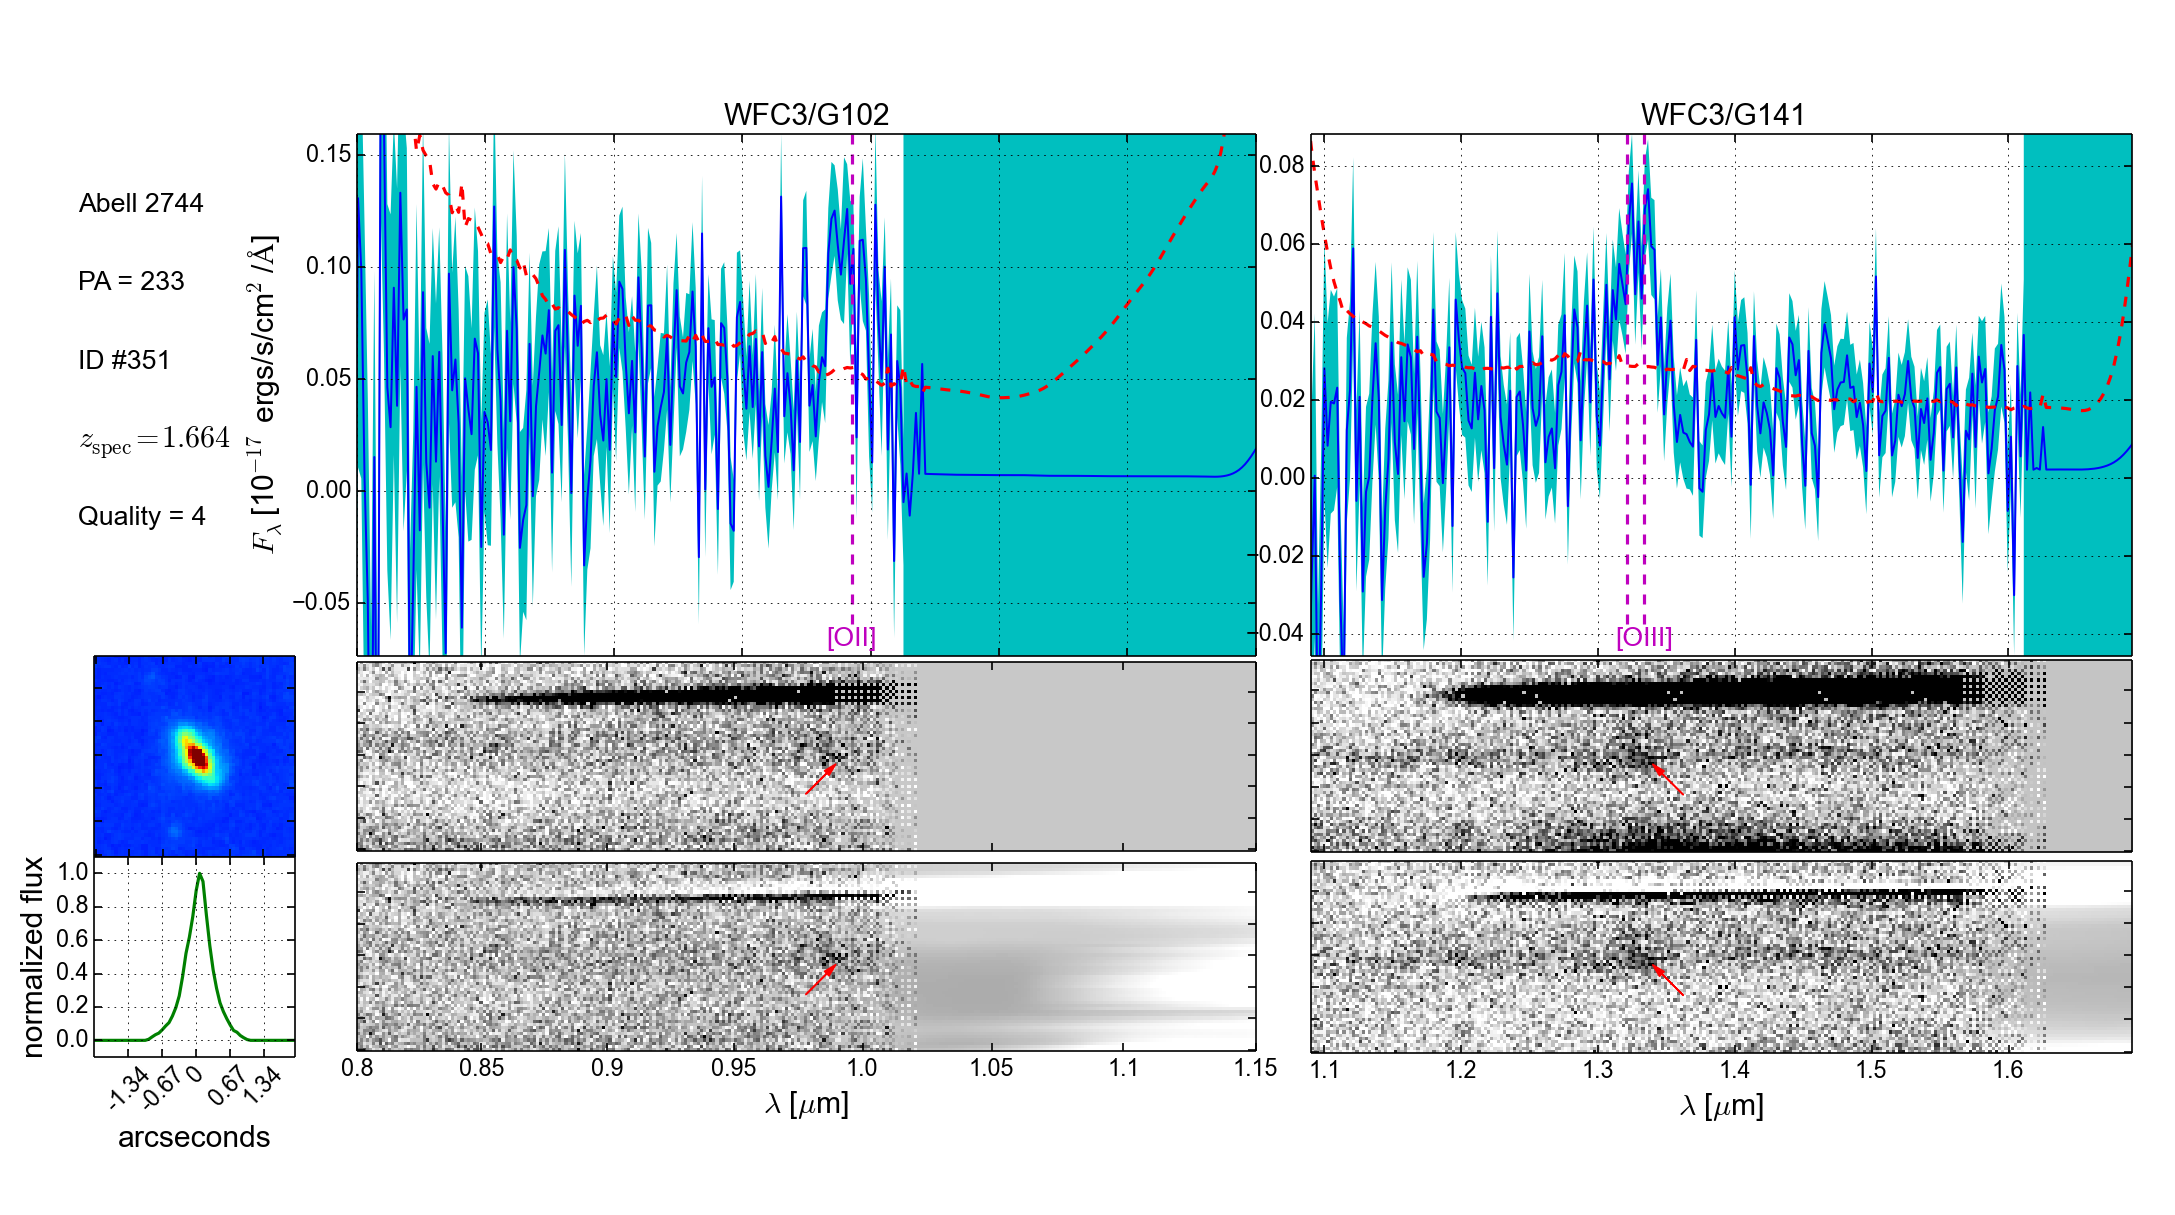 WFC3/G102
WFC3/G141
Abell 2744
PA = 233
ID #351
z_spec = 1.664
Quality = 4
F_λ [10^−17 ergs/s/cm^2 /Å]
0.15
0.10
0.05
0.00
−0.05
[OII]
0.08
0.06
0.04
0.02
0.00
0.02
0.04
[OIII]
normalized flux
1.0
0.8
0.6
0.4
0.2
0.0
-1.34
-0.67
0
0.67
1.34
arcseconds
0.8
0.85
0.9
0.95
1.0
1.05
1.1
1.15
λ [μm]
1.1
1.2
1.3
1.4
1.5
1.6
λ [μm]